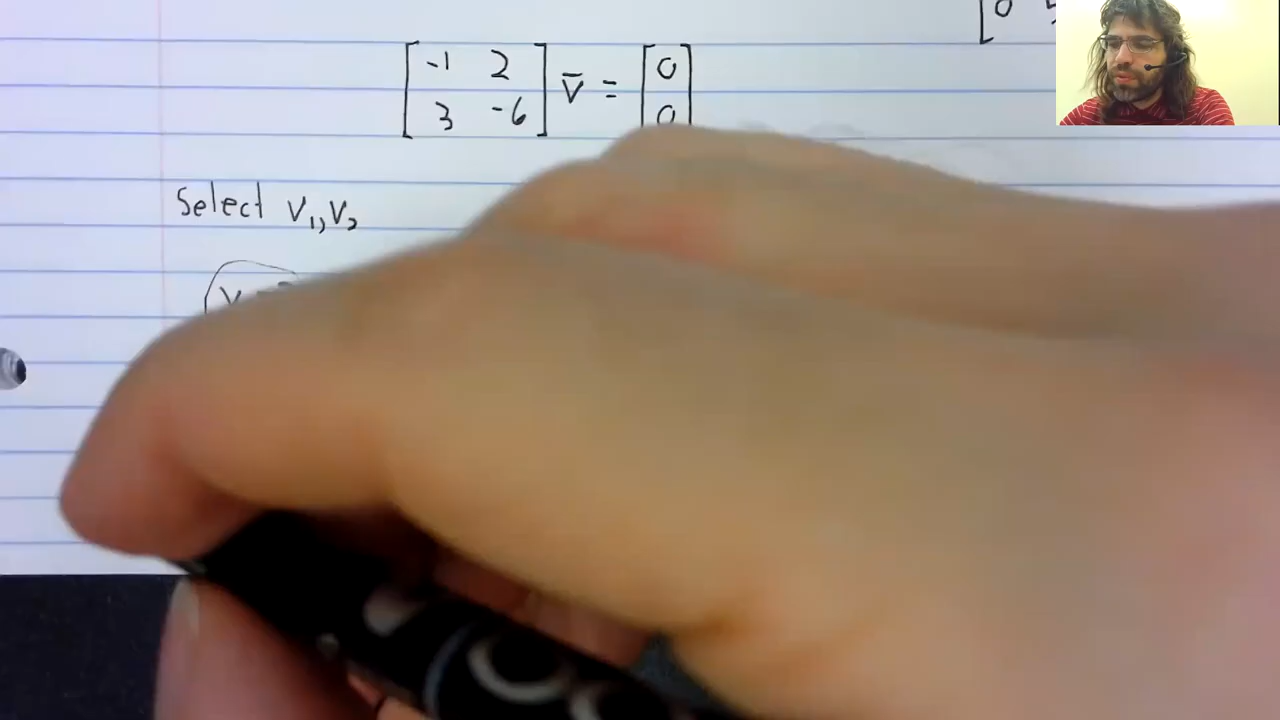 [ -1 2 ] v̄ = [ 0 ]
[ 3 -6 ] [ 0 ]
Select v₁, v₂